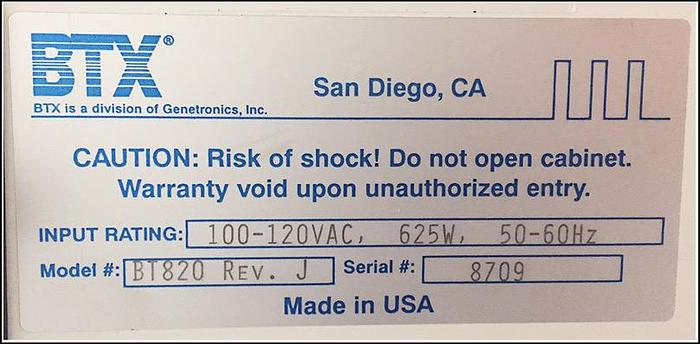 BTX®
BTX is a division of Genetronics, Inc.
San Diego, CA
CAUTION: Risk of shock! Do not open cabinet.
Warranty void upon unauthorized entry.
INPUT RATING: 100-120VAC, 625W, 50-60Hz
Model #: BT820 REV. J Serial #: 8709
Made in USA